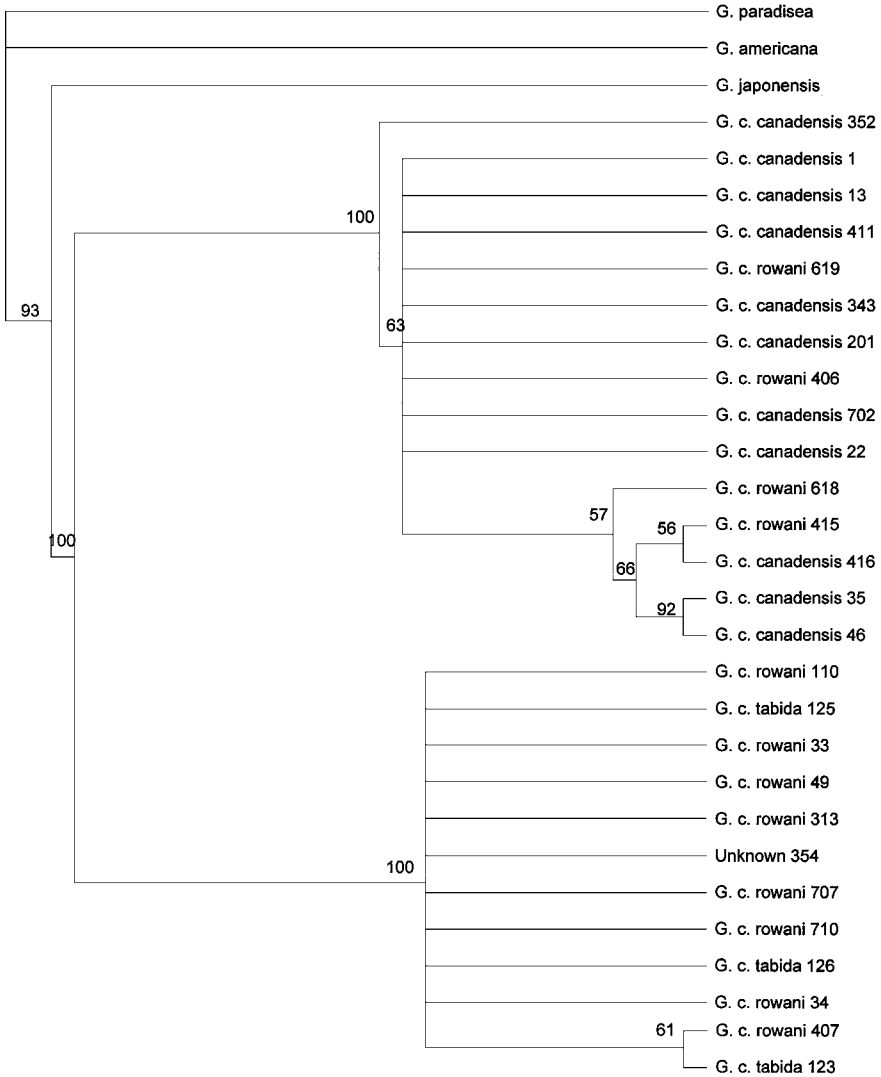 G. paradisea
G. americana
G. japonensis
G. c. canadensis 352
G. c. canadensis 1
G. c. canadensis 13
100
G. c. canadensis 411
G. c. rowani 619
93
G. c. canadensis 343
63
G. c. canadensis 201
G. c. rowani 406
G. c. canadensis 702
G. c. canadensis 22
G. c. rowani 618
57
G. c. rowani 415
56
100
G. c. canadensis 416
66
G. c. canadensis 35
92
G. c. canadensis 46
G. c. rowani 110
G. c. tabida 125
G. c. rowani 33
G. c. rowani 49
G. c. rowani 313
Unknown 354
100
G. c. rowani 707
G. c. rowani 710
G. c. tabida 126
G. c. rowani 34
61
G. c. rowani 407
G. c. tabida 123